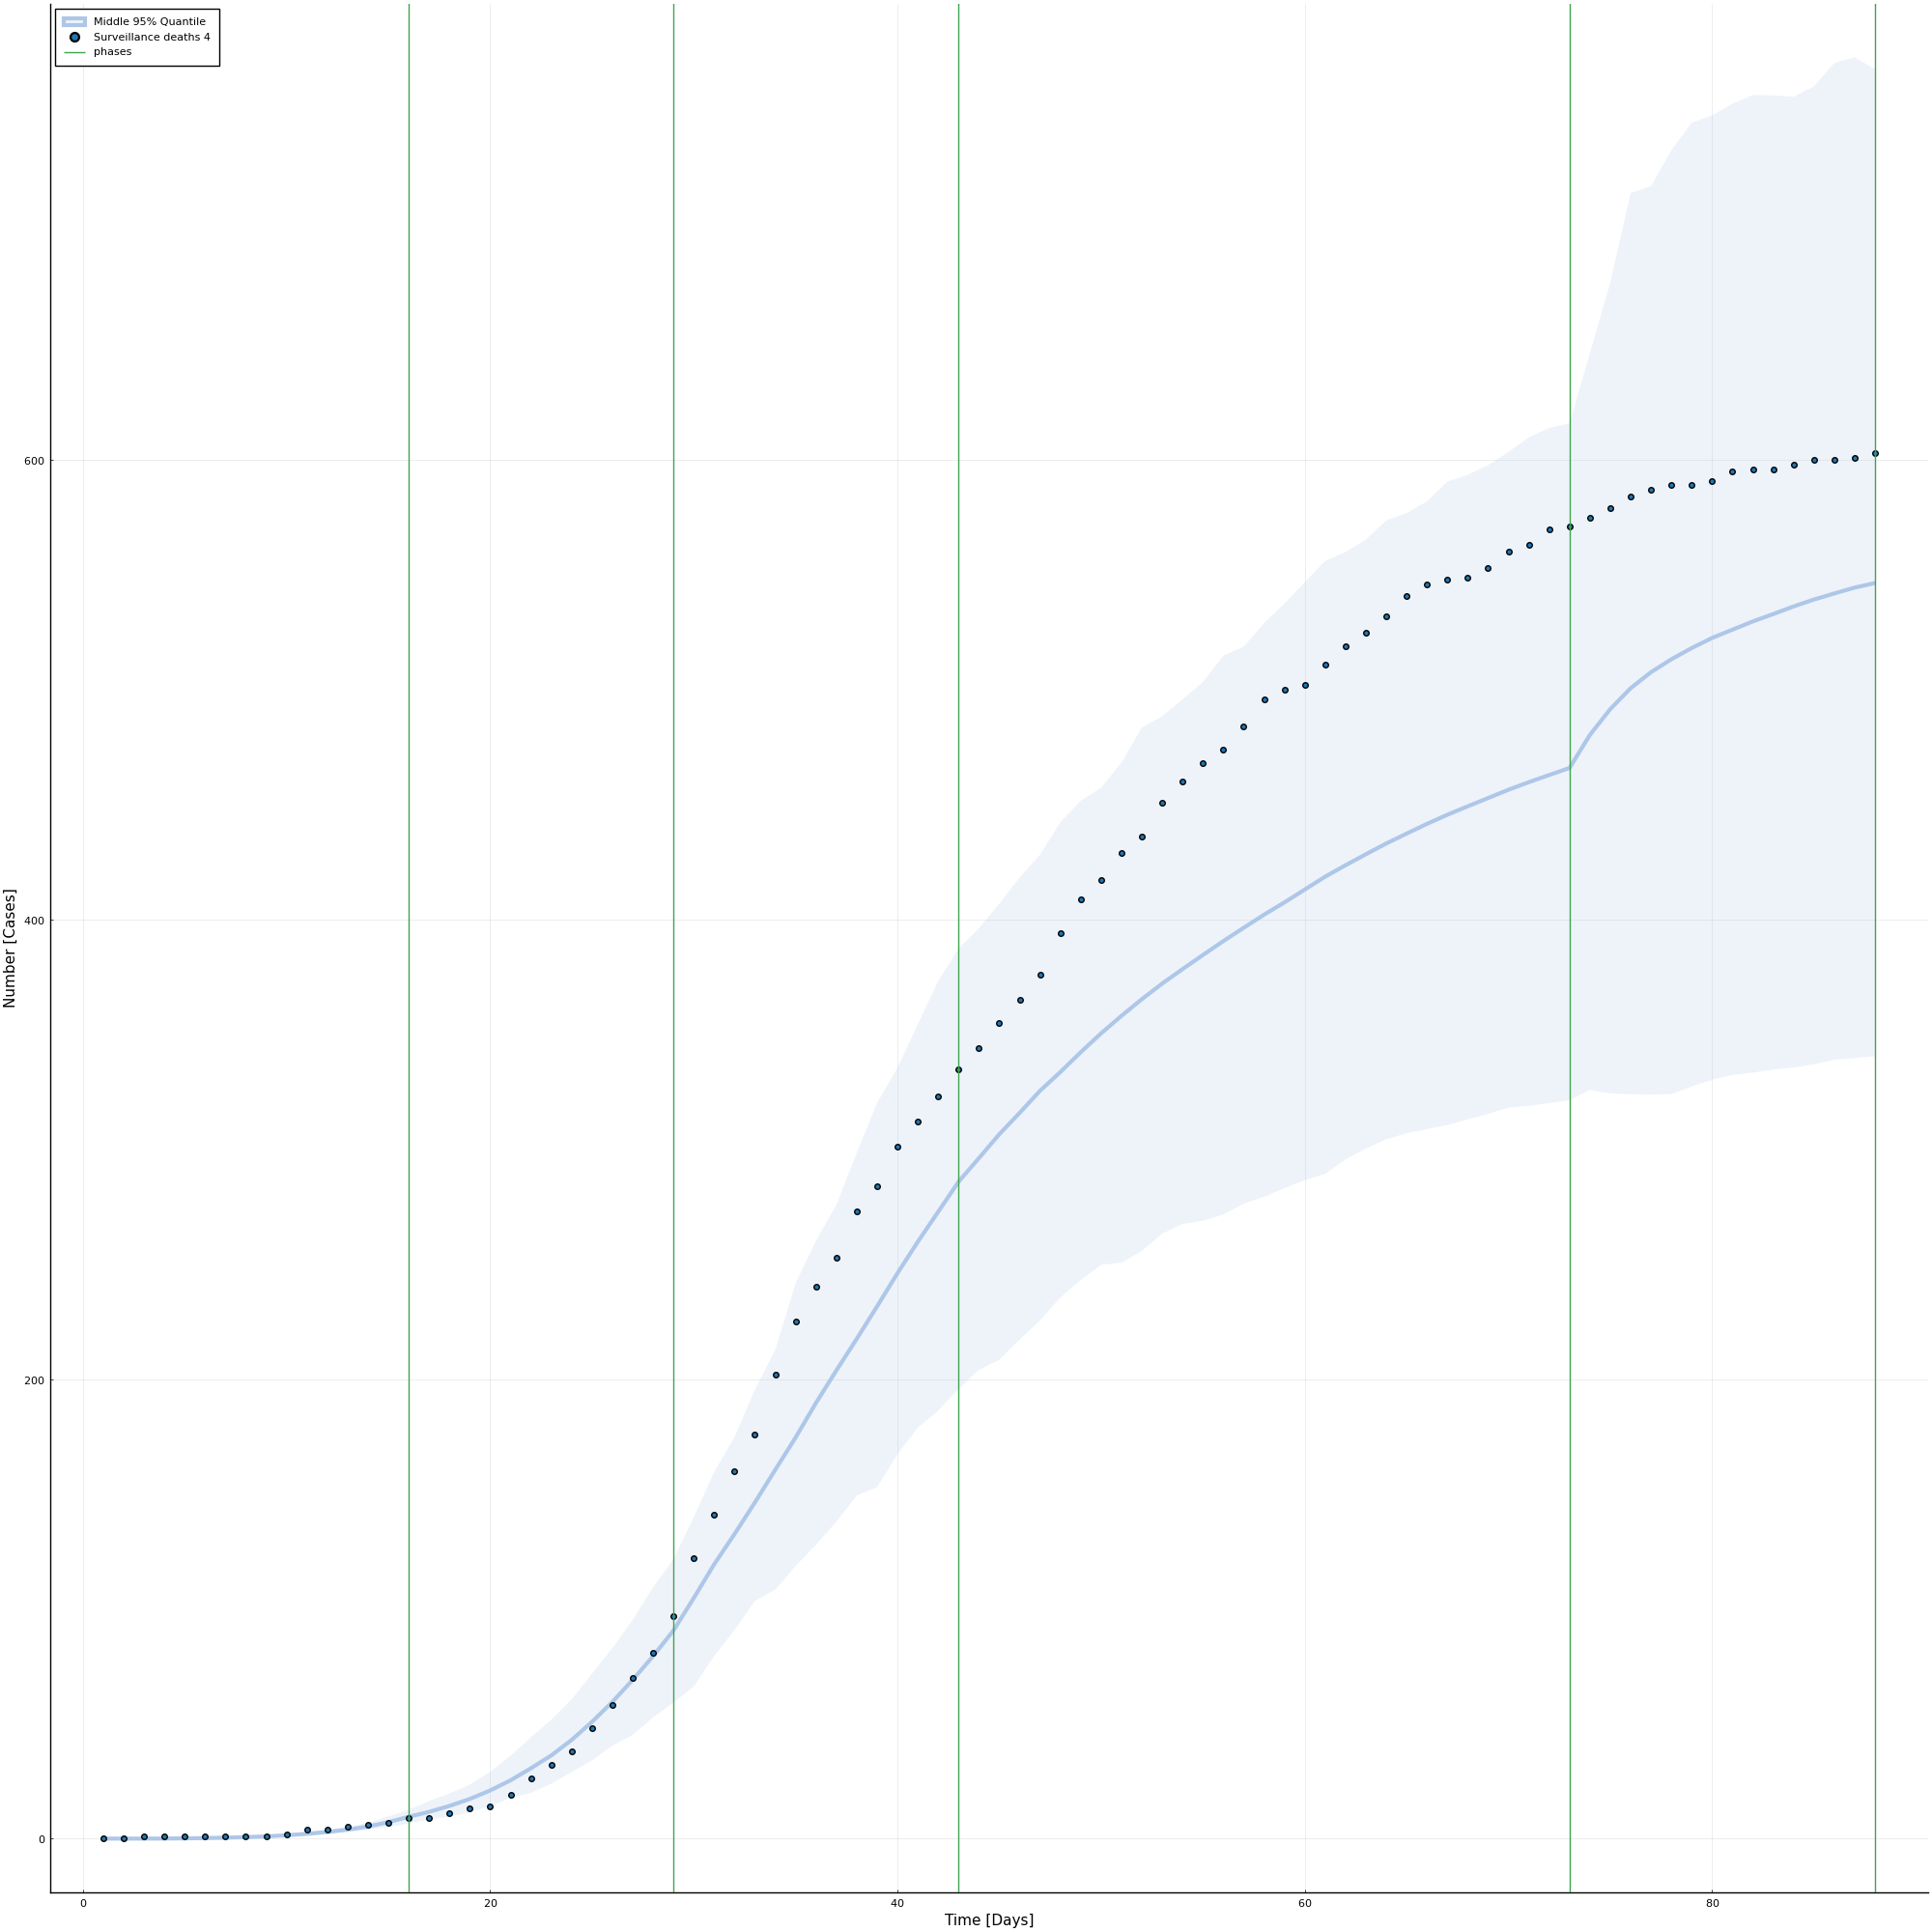 Middle 95% Quantile
Surveillance deaths 4
phases
600
400
200
0
Number [Cases]
0 20 40 60 80
Time [Days]